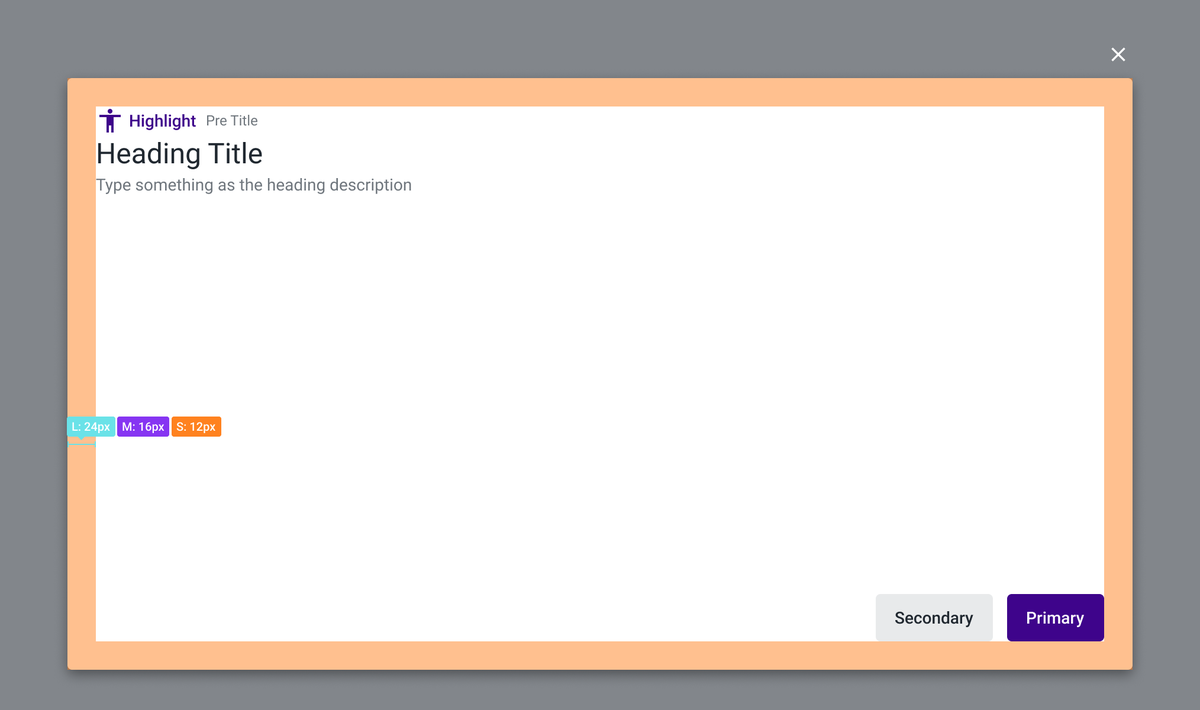 Highlight Pre Title
Heading Title
Type something as the heading description
L: 24px M: 16px S: 12px
Secondary Primary